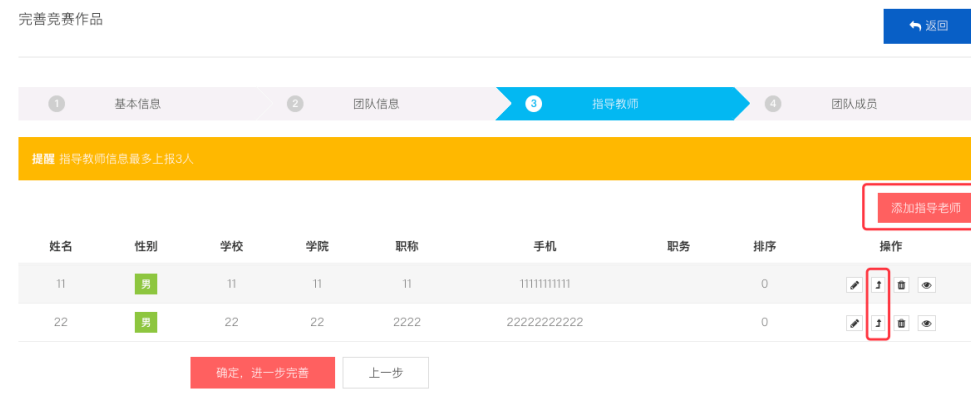 完善竞赛作品
返回
1 基本信息 2 团队信息 3 指导教师 4 团队成员
提醒 指导教师信息最多上报3人
添加指导老师
姓名 性别 学校 学院 职称 手机 职务 排序 操作
11 男 11 11 11 11111111111 0
22 男 22 22 2222 22222222222 0
确定，进一步完善 上一步